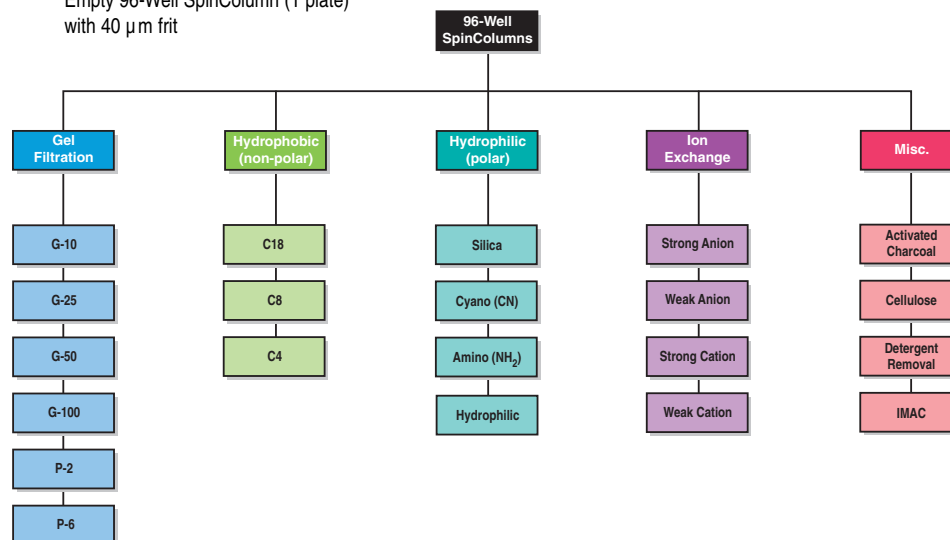 Empty 96-Well SpinColumn (1 plate)
with 40 µm frit
96-Well
SpinColumns
Gel
Filtration
Hydrophobic
(non-polar)
Hydrophilic
(polar)
Ion
Exchange
Misc.
G-10
C18
Silica
Strong Anion
Activated
Charcoal
G-25
C8
Cyano (CN)
Weak Anion
Cellulose
G-50
C4
Amino (NH₂)
Strong Cation
Detergent
Removal
G-100
Hydrophilic
Weak Cation
IMAC
P-2
P-6